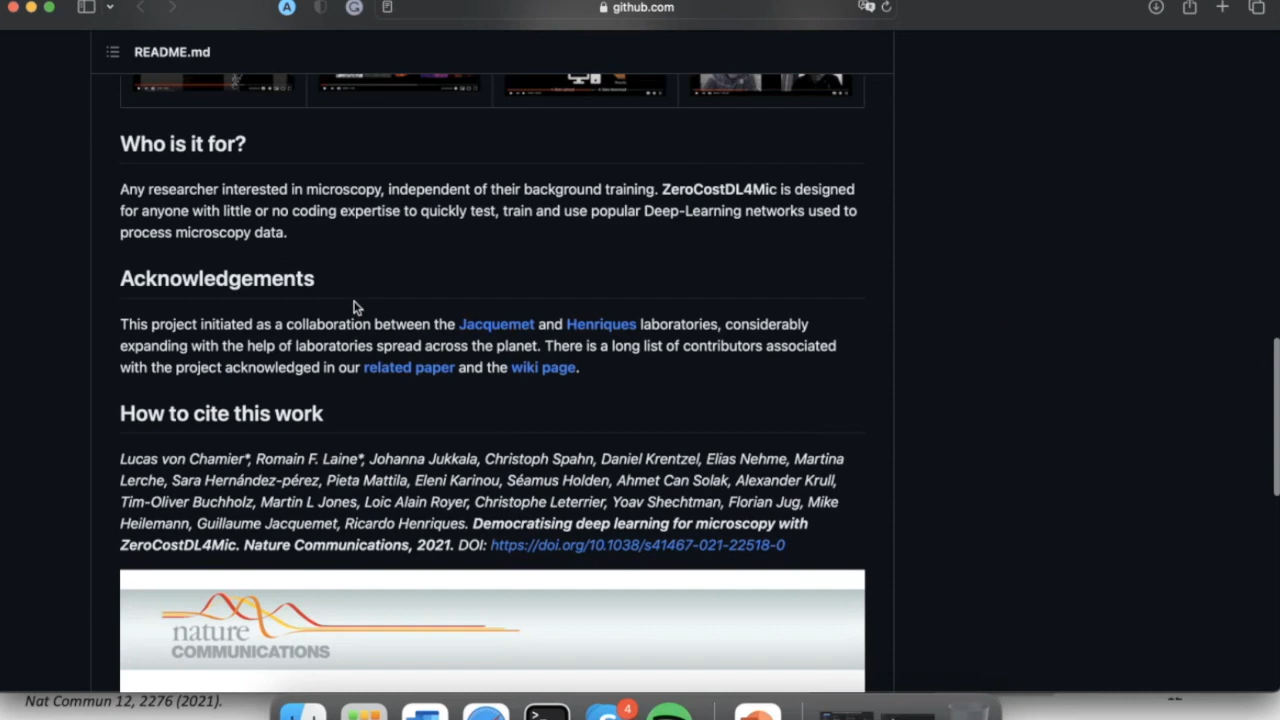 github.com
README.md
Who is it for?
Any researcher interested in microscopy, independent of their background training. ZeroCostDL4Mic is designed
for anyone with little or no coding expertise to quickly test, train and use popular Deep-Learning networks used to
process microscopy data.
Acknowledgements
This project initiated as a collaboration between the Jacquemet and Henriques laboratories, considerably
expanding with the help of laboratories spread across the planet. There is a long list of contributors associated
with the project acknowledged in our related paper and the wiki page.
How to cite this work
Lucas von Chamier*, Romain F. Laine*, Johanna Jukkala, Christoph Spahn, Daniel Krentzel, Elias Nehme, Martina
Lerche, Sara Hernández-pérez, Pieta Mattila, Eleni Karinou, Séamus Holden, Ahmet Can Solak, Alexander Krull,
Tim-Oliver Buchholz, Martin L Jones, Loic Alain Royer, Christophe Leterrier, Yoav Shechtman, Florian Jug, Mike
Heilemann, Guillaume Jacquemet, Ricardo Henriques. Democratising deep learning for microscopy with
ZeroCostDL4Mic. Nature Communications, 2021. DOI: https://doi.org/10.1038/s41467-021-22518-0
nature
COMMUNICATIONS
Nat Commun 12, 2276 (2021).
4